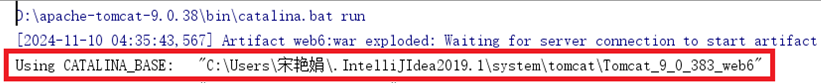 D:\apache-tomcat-9.0.38\bin\catalina.bat run
[2024-11-10 04:35:43,567] Artifact web6:war exploded: Waiting for server connection to start artifact
Using CATALINA_BASE:   "C:\Users\宋艳娟\.IntelliJIdea2019.1\system\tomcat\Tomcat_9_0_383_web6"